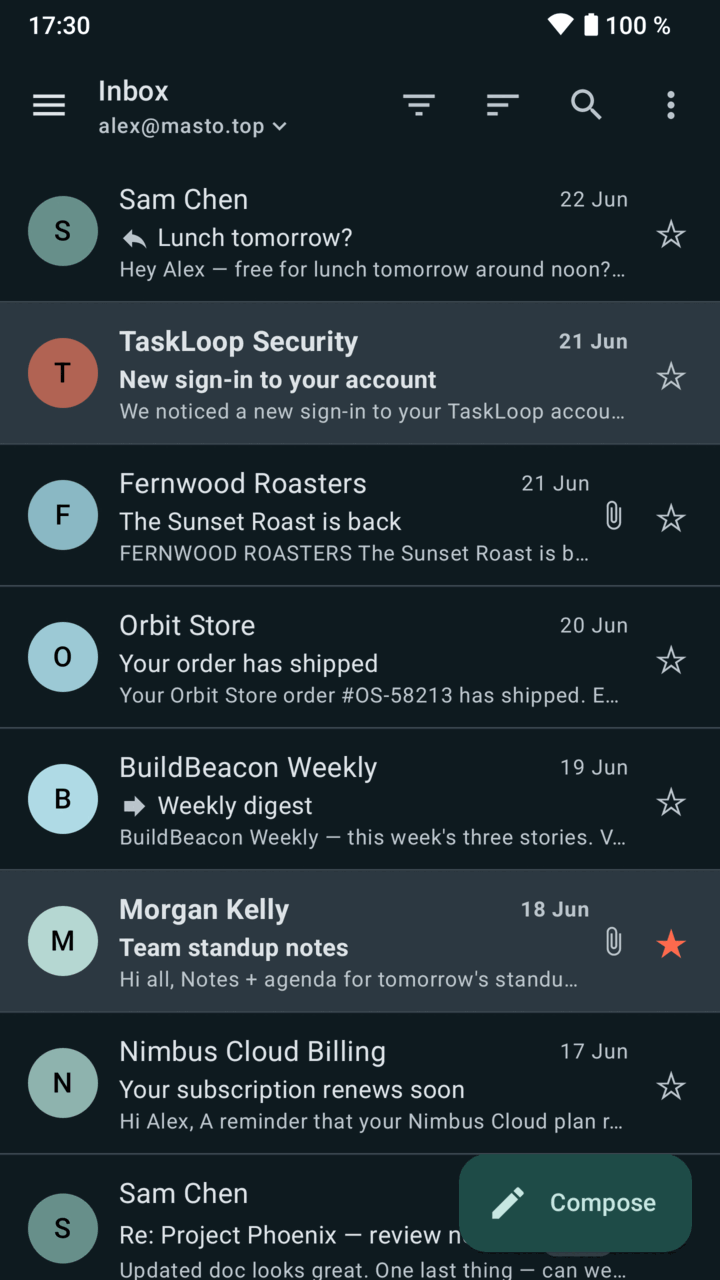 17:30
100 %
Inbox
alex@masto.top
S
Sam Chen
22 Jun
Lunch tomorrow?
Hey Alex — free for lunch tomorrow around noon?…
T
TaskLoop Security
21 Jun
New sign-in to your account
We noticed a new sign-in to your TaskLoop accou…
F
Fernwood Roasters
21 Jun
The Sunset Roast is back
FERNWOOD ROASTERS The Sunset Roast is b…
O
Orbit Store
20 Jun
Your order has shipped
Your Orbit Store order #OS-58213 has shipped. E…
B
BuildBeacon Weekly
19 Jun
Weekly digest
BuildBeacon Weekly — this week's three stories. V…
M
Morgan Kelly
18 Jun
Team standup notes
Hi all, Notes + agenda for tomorrow's standu…
N
Nimbus Cloud Billing
17 Jun
Your subscription renews soon
Hi Alex, A reminder that your Nimbus Cloud plan r…
S
Sam Chen
Re: Project Phoenix — review
Compose
Updated doc looks great. One last thing — can we…